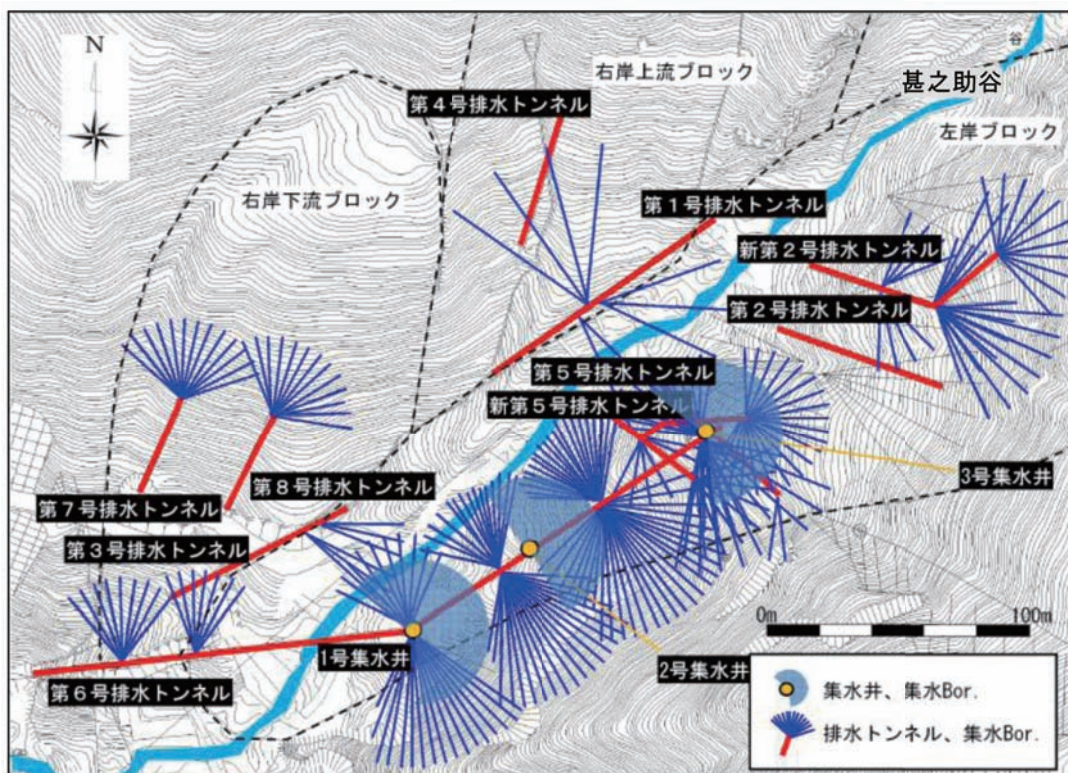 N
谷
右岸上流ブロック
甚之助谷
第４号排水トンネル
左岸ブロック
右岸下流ブロック
第１号排水トンネル
新第２号排水トンネル
第２号排水トンネル
第５号排水トンネル
新第５号排水トンネル
3号集水井
第８号排水トンネル
第７号排水トンネル
第３号排水トンネル
0m
100m
1号集水井
2号集水井
第６号排水トンネル
集水井、集水Bor.
排水トンネル、集水Bor.